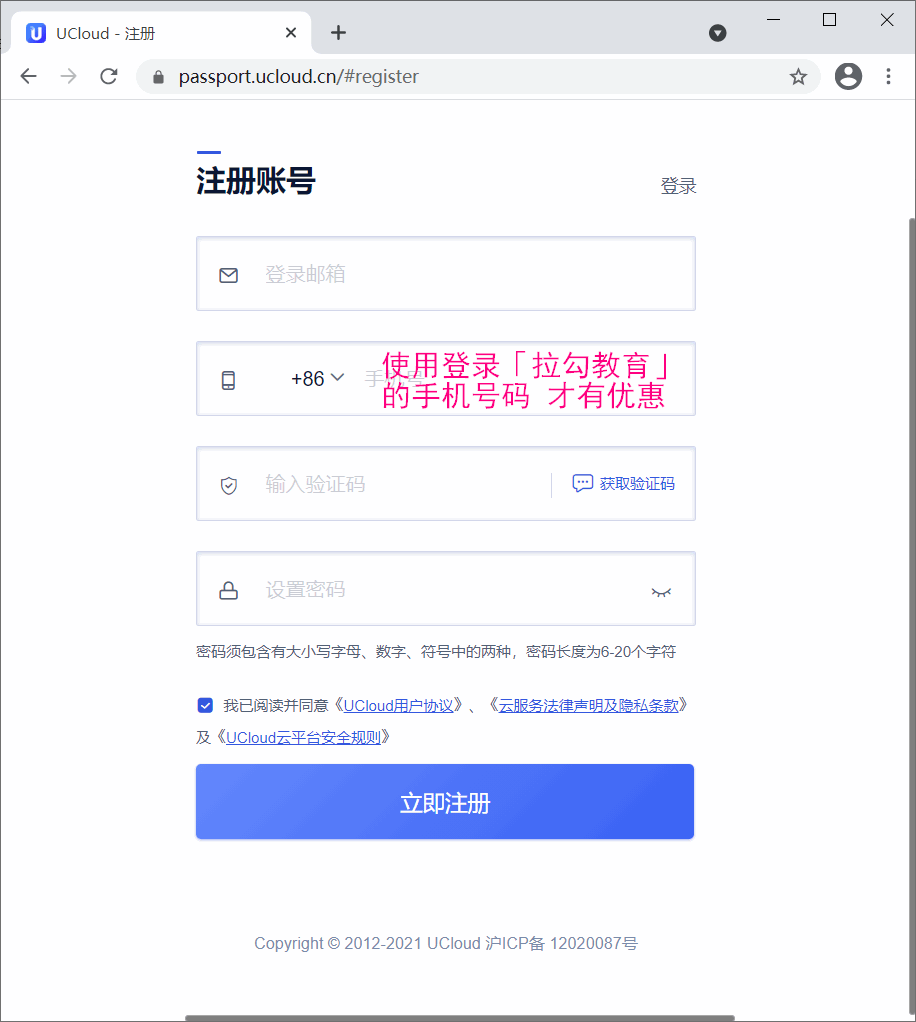 UCloud - 注册
passport.ucloud.cn/#register
注册账号
登录
登录邮箱
+86
手机号
使用登录「拉勾教育」
的手机号码 才有优惠
输入验证码
获取验证码
设置密码
密码须包含有大小写字母、数字、符号中的两种，密码长度为6-20个字符
我已阅读并同意《UCloud用户协议》、《云服务法律声明及隐私条款》
及《UCloud云平台安全规则》
立即注册
Copyright © 2012-2021 UCloud 沪ICP备 12020087号